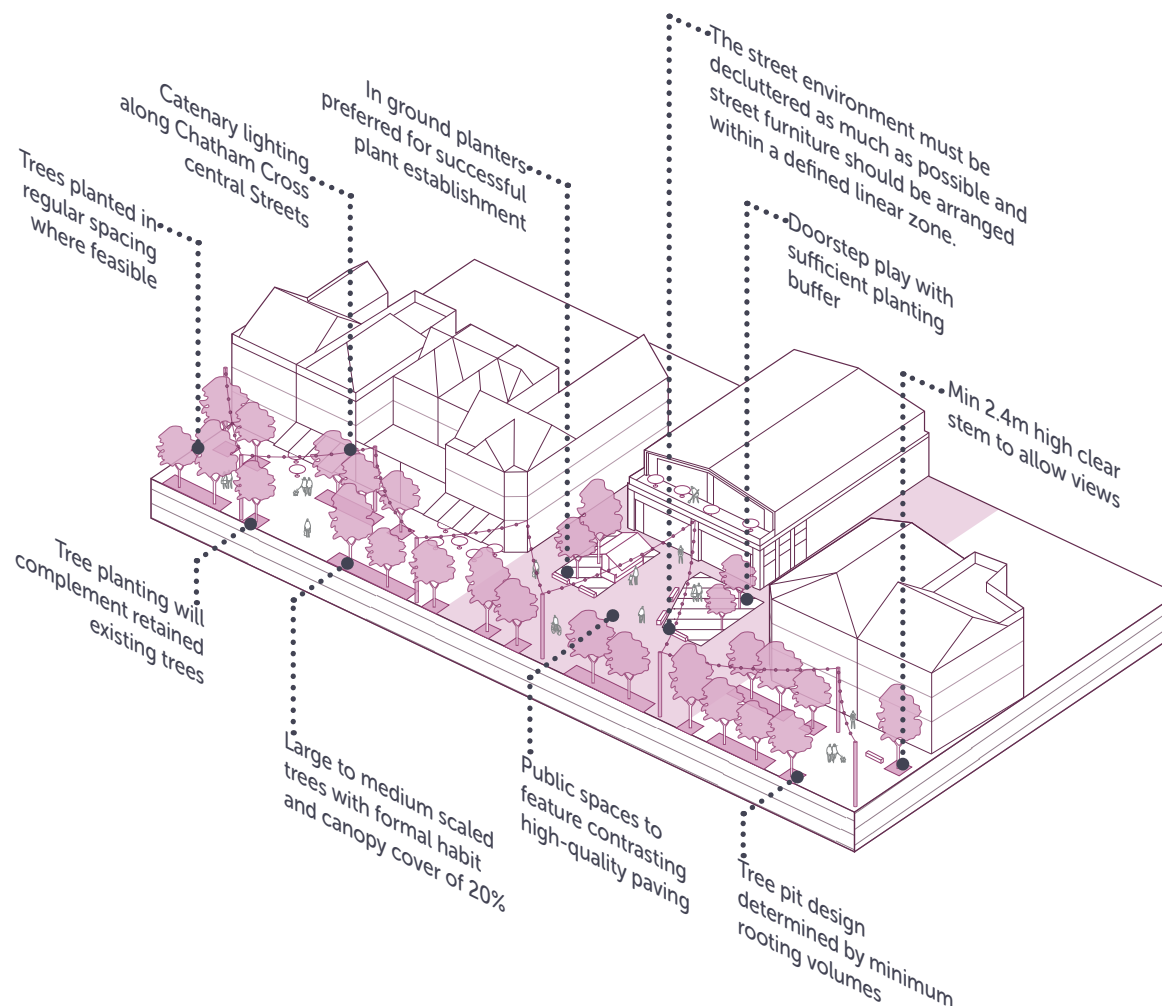 The street environment must be
decluttered as much as possible and
street furniture should be arranged
within a defined linear zone.
In ground planters
preferred for successful
plant establishment
Catenary lighting
along Chatham Cross
central Streets
Trees planted in
regular spacing
where feasible
Doorstep play with
sufficient planting
buffer
Min 2.4m high clear
stem to allow views
Tree planting will
complement retained
existing trees
Large to medium scaled
trees with formal habit
and canopy cover of 20%
Public spaces to
feature contrasting
high-quality paving
Tree pit design
determined by minimum
rooting volumes